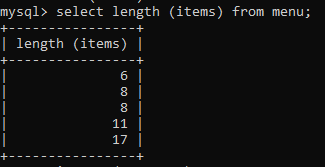 mysql> select length (items) from menu;
+----------------+
| length (items) |
+----------------+
| 6 |
| 8 |
| 8 |
| 11 |
| 17 |
+----------------+